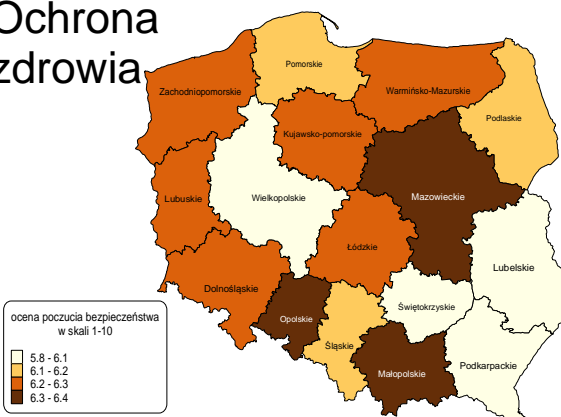 Ochrona
zdrowia
Pomorskie
Zachodniopomorskie
Warmińsko-Mazurskie
Podlaskie
Kujawsko-pomorskie
Lubuskie
Wielkopolskie
Mazowieckie
Łódzkie
Lubelskie
Dolnośląskie
Opolskie
Świętokrzyskie
Śląskie
Małopolskie
Podkarpackie
ocena poczucia bezpieczeństwa
w skali 1-10
5.8 - 6.1
6.1 - 6.2
6.2 - 6.3
6.3 - 6.4